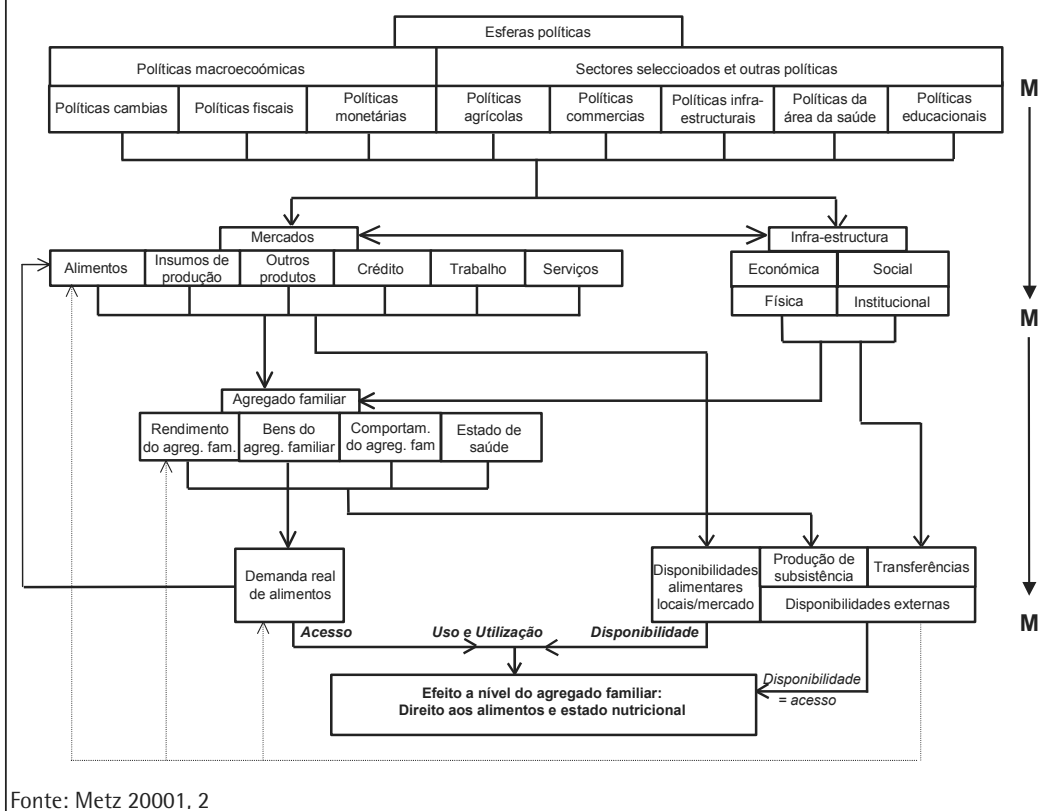 Esferas políticas
Políticas macroecoómicas
Sectores seleccioados et outras políticas
Políticas cambias
Políticas fiscais
Políticas
monetárias
Políticas
agrícolas
Políticas
commercias
Políticas infra-
estructurais
Políticas da
área da saúde
Políticas
educacionais
M
Mercados
Infra-estructura
Alimentos
Insumos de
produção
Outros
produtos
Crédito
Trabalho
Serviços
Económica
Social
Física
Institucional
M
Agregado familiar
Rendimento
do agreg. fam.
Bens do
agreg. familiar
Comportam.
do agreg. fam
Estado de
saúde
Demanda real
de alimentos
Disponibilidades
alimentares
locais/mercado
Produção de
subsistência
Transferências
Disponibilidades externas
M
Acesso
Uso e Utilização
Disponibilidade
Efeito a nível do agregado familiar:
Direito aos alimentos e estado nutricional
Disponibilidade
= acesso
Fonte: Metz 20001, 2